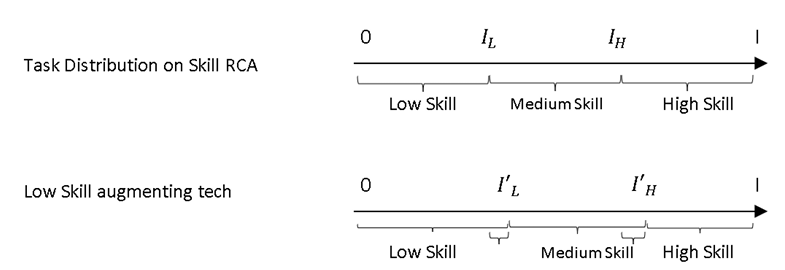 0 I_L I_H I
Task Distribution on Skill RCA
Low Skill Medium Skill High Skill
0 I'_L I'_H I
Low Skill augmenting tech
Low Skill Medium Skill High Skill